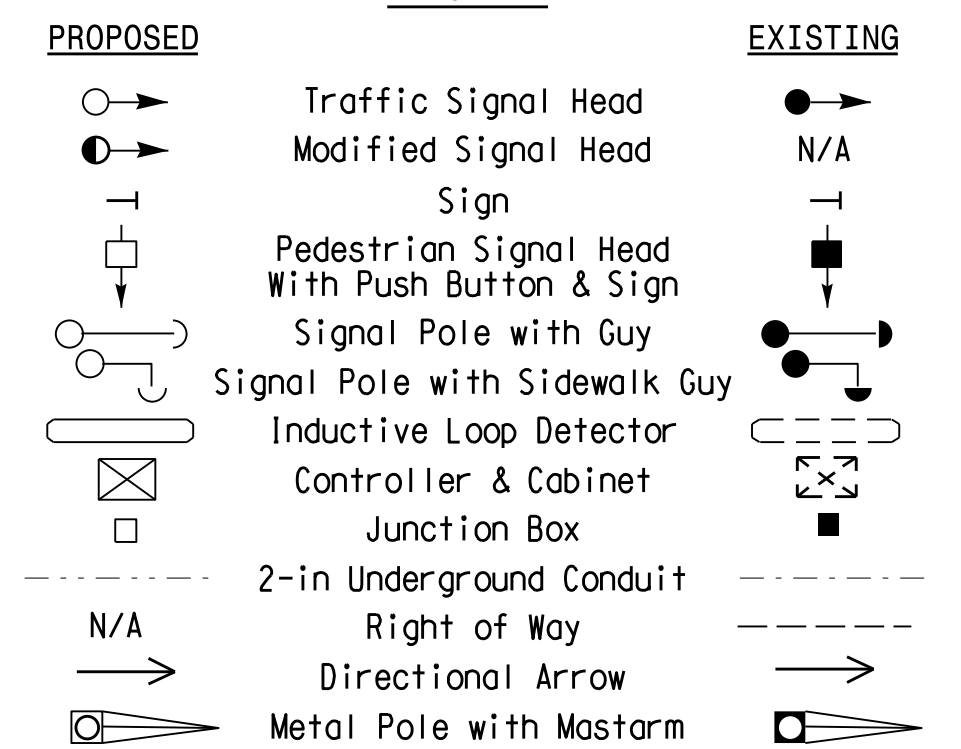 PROPOSED EXISTING
Traffic Signal Head
Modified Signal Head N/A
Sign
Pedestrian Signal Head
With Push Button & Sign
Signal Pole with Guy
Signal Pole with Sidewalk Guy
Inductive Loop Detector
Controller & Cabinet
Junction Box
2-in Underground Conduit
N/A Right of Way
Directional Arrow
Metal Pole with Mastarm